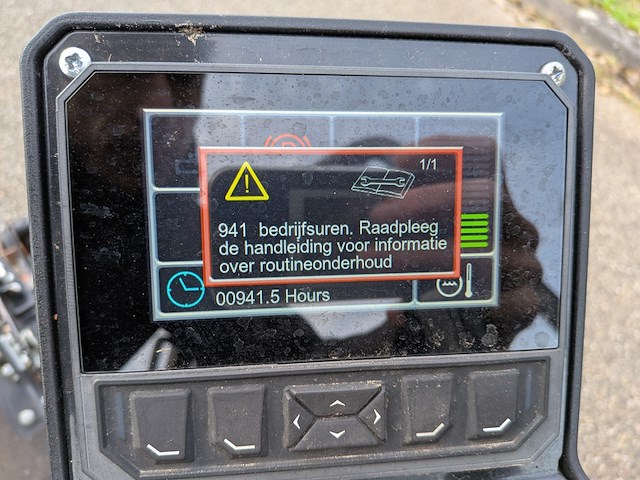 1/1
941 bedrijfsuren. Raadpleeg
de handleiding voor informatie
over routineonderhoud
00941.5 Hours